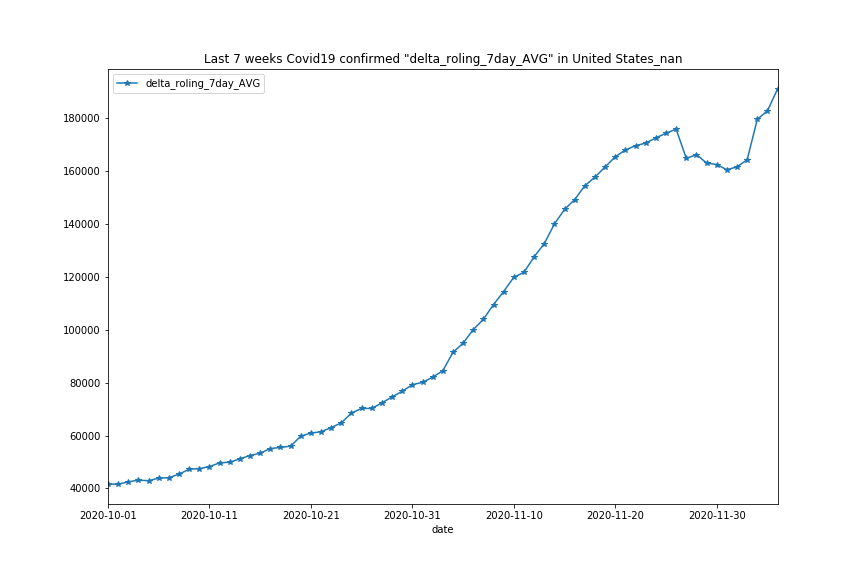 Last 7 weeks Covid19 confirmed "delta_roling_7day_AVG" in United States_nan
delta_roling_7day_AVG
180000
160000
140000
120000
100000
80000
60000
40000
2020-10-01 2020-10-11 2020-10-21 2020-10-31 2020-11-10 2020-11-20 2020-11-30
date